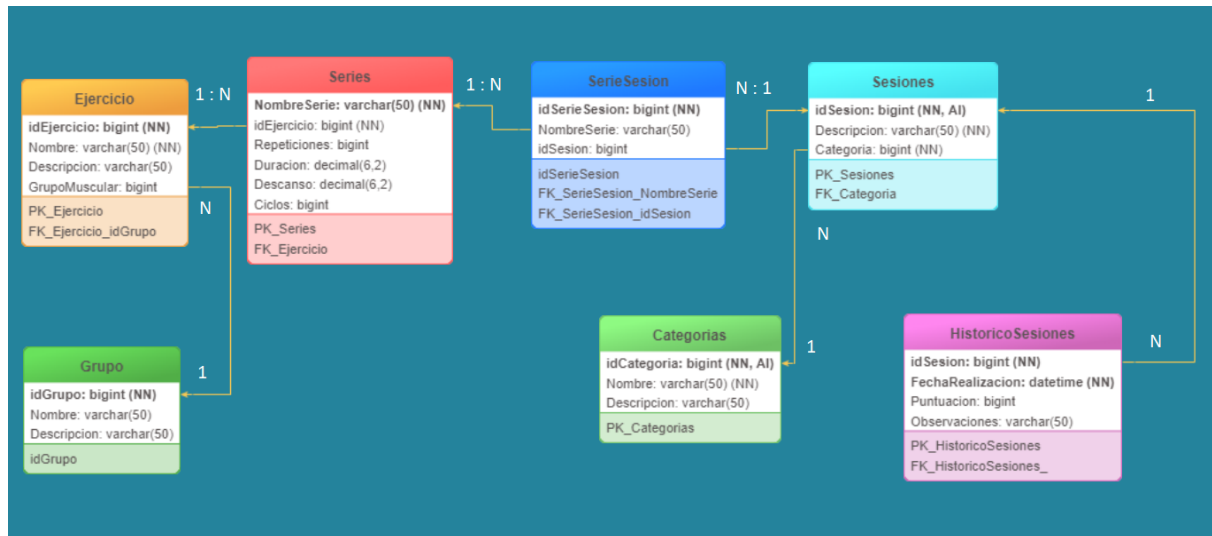 Ejercicio
idEjercicio: bigint (NN)
Nombre: varchar(50) (NN)
Descripcion: varchar(50)
GrupoMuscular: bigint
PK_Ejercicio
FK_Ejercicio_idGrupo
1 : N
N
Series
NombreSerie: varchar(50) (NN)
idEjercicio: bigint (NN)
Repeticiones: bigint
Duracion: decimal(6,2)
Descanso: decimal(6,2)
Ciclos: bigint
PK_Series
FK_Ejercicio
1 : N
SerieSesion
idSerieSesion: bigint (NN)
NombreSerie: varchar(50)
idSesion: bigint
idSerieSesion
FK_SerieSesion_NombreSerie
FK_SerieSesion_idSesion
N : 1
Sesiones
idSesion: bigint (NN, AI)
Descripcion: varchar(50) (NN)
Categoria: bigint (NN)
PK_Sesiones
FK_Categoria
1
N
Grupo
idGrupo: bigint (NN)
Nombre: varchar(50)
Descripcion: varchar(50)
idGrupo
1
Categorias
idCategoria: bigint (NN, AI)
Nombre: varchar(50) (NN)
Descripcion: varchar(50)
PK_Categorias
1
HistoricoSesiones
idSesion: bigint (NN)
FechaRealizacion: datetime (NN)
Puntuacion: bigint
Observaciones: varchar(50)
PK_HistoricoSesiones
FK_HistoricoSesiones_
N